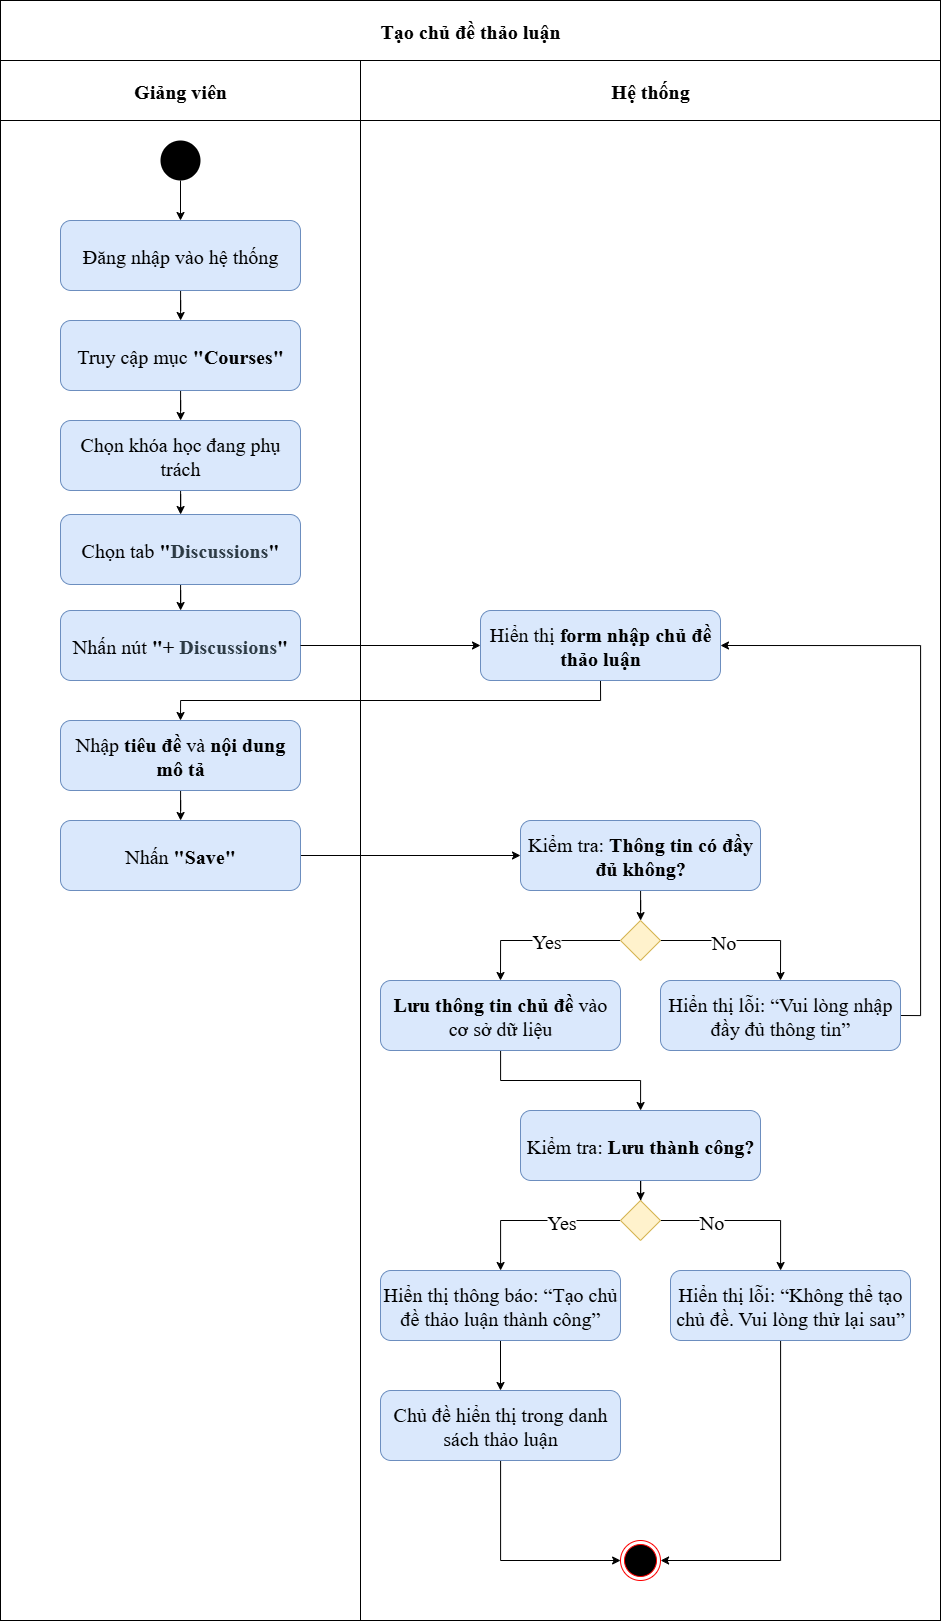 Tạo chủ đề thảo luận
Giảng viên
Hệ thống
Đăng nhập vào hệ thống
Truy cập mục "Courses"
Chọn khóa học đang phụ
trách
Chọn tab "Discussions"
Nhấn nút "+ Discussions"
Hiển thị form nhập chủ đề
thảo luận
Nhập tiêu đề và nội dung
mô tả
Nhấn "Save"
Kiểm tra: Thông tin có đầy
đủ không?
Yes
No
Lưu thông tin chủ đề vào
cơ sở dữ liệu
Hiển thị lỗi: “Vui lòng nhập
đầy đủ thông tin”
Kiểm tra: Lưu thành công?
Yes
No
Hiển thị thông báo: “Tạo chủ
đề thảo luận thành công”
Hiển thị lỗi: “Không thể tạo
chủ đề. Vui lòng thử lại sau”
Chủ đề hiển thị trong danh
sách thảo luận